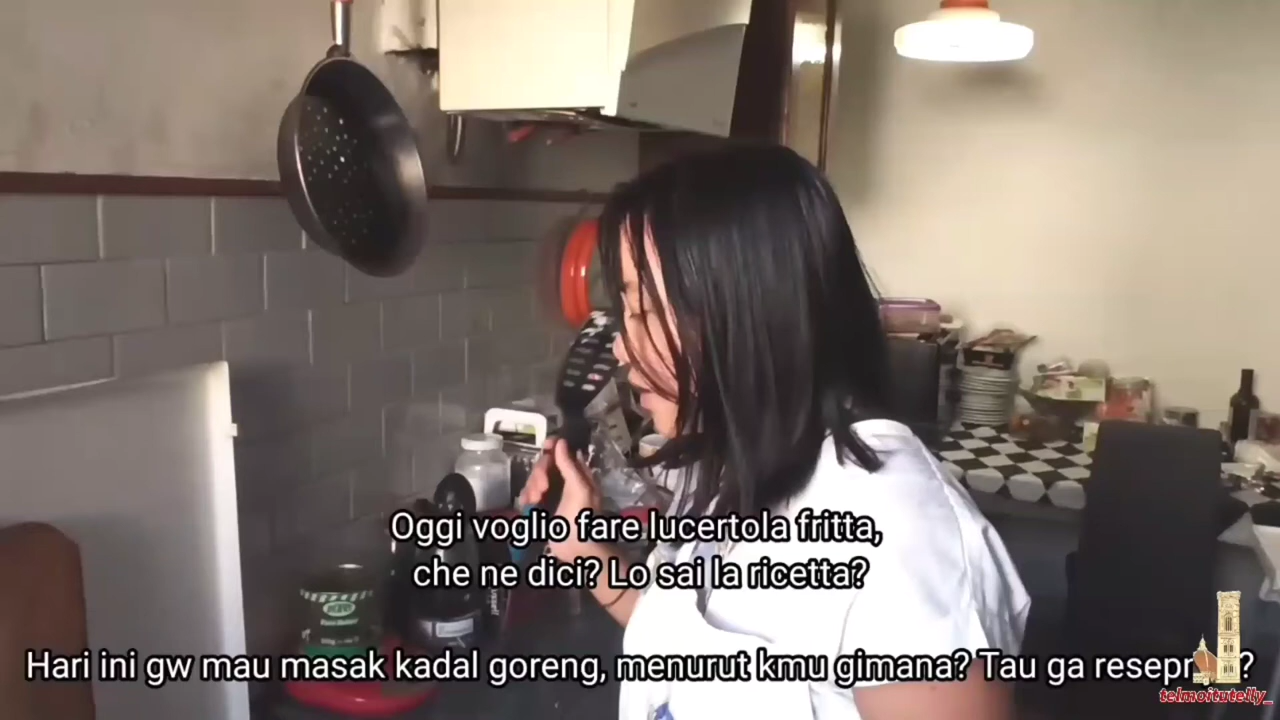 Oggi voglio fare lucertola fritta,
che ne dici? Lo sai la ricetta?
Hari ini gw mau masak kadal goreng, menurut kmu gimana? Tau ga
telmoitutelly_